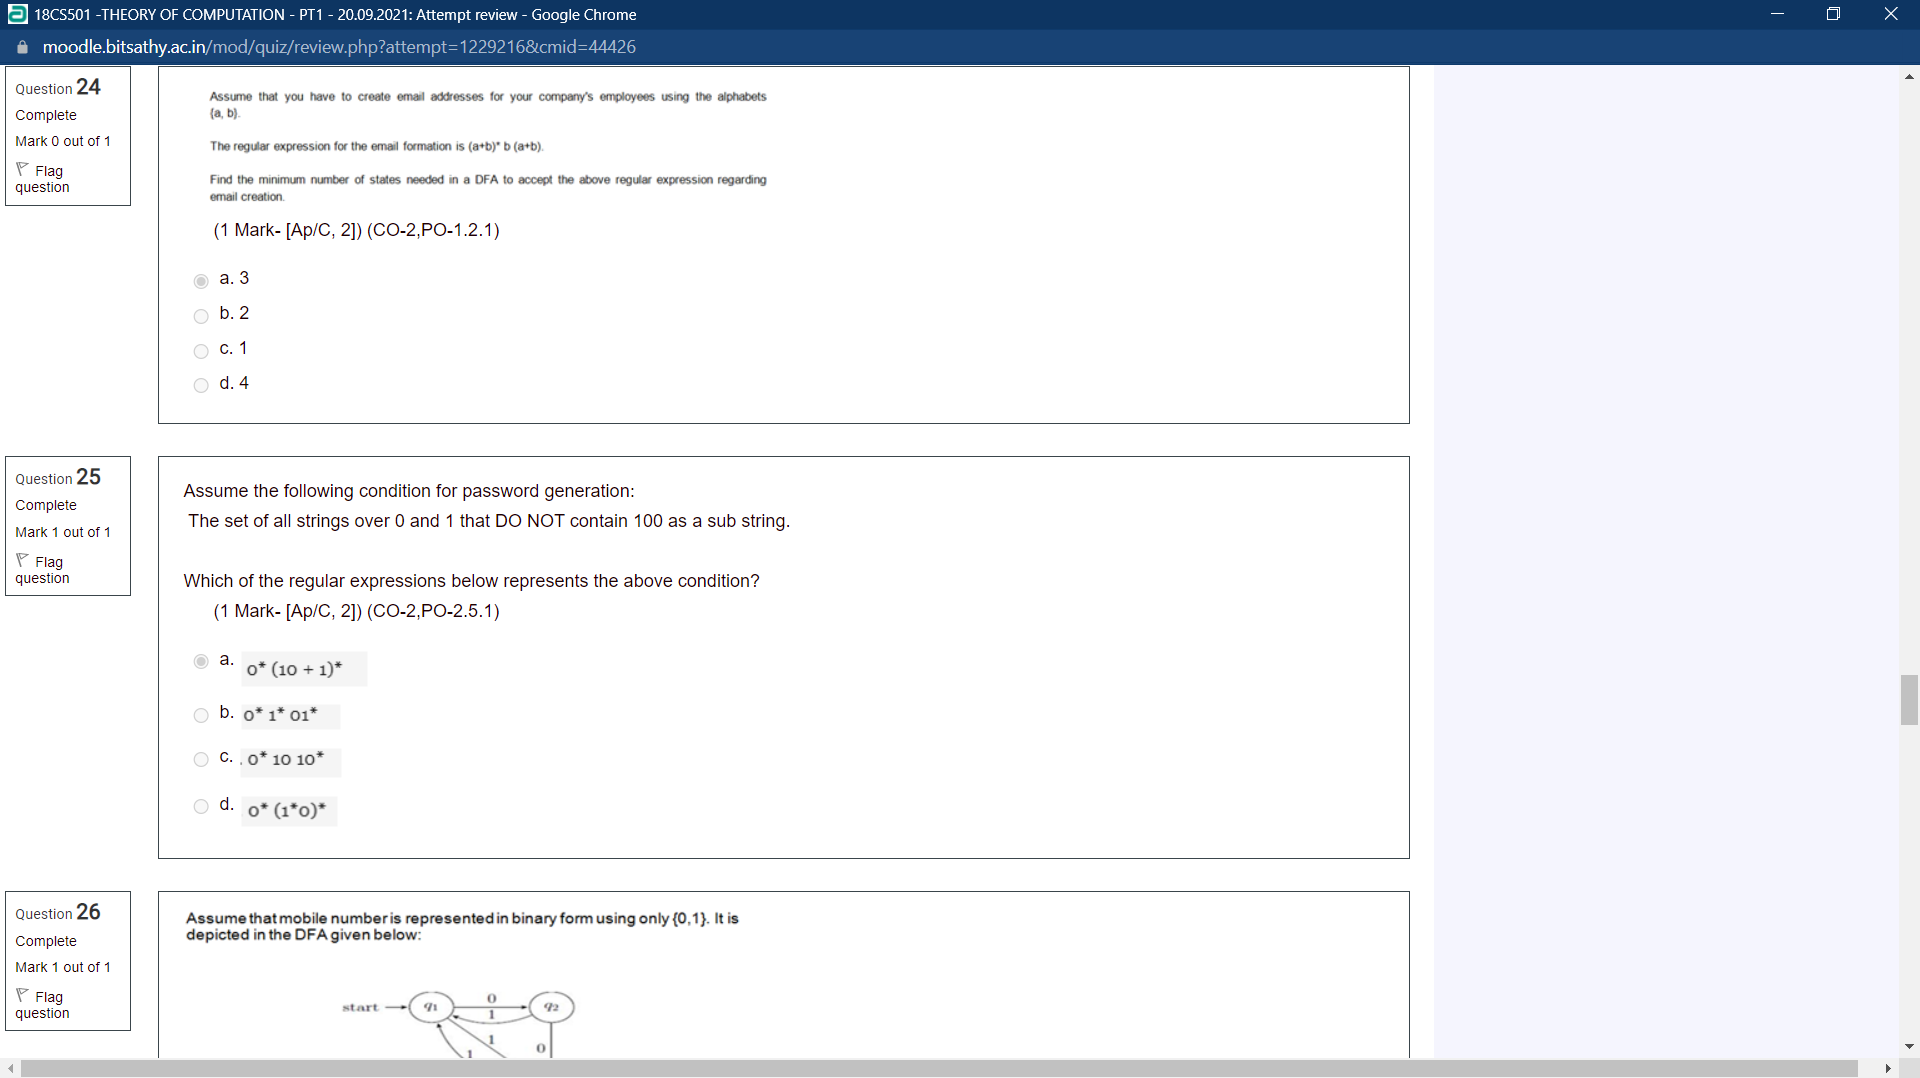 18CS501 -THEORY OF COMPUTATION - PT1 - 20.09.2021: Attempt review - Google Chrome
moodle.bitsathy.ac.in/mod/quiz/review.php?attempt=1229216&cmid=44426
Question 24
Complete
Mark 0 out of 1
Flag
question
Assume that you have to create email addresses for your company's employees using the alphabets
{a, b}.
The regular expression for the email formation is (a+b)* b (a+b).
Find the minimum number of states needed in a DFA to accept the above regular expression regarding
email creation.
(1 Mark- [Ap/C, 2]) (CO-2,PO-1.2.1)
a. 3
b. 2
c. 1
d. 4
Question 25
Complete
Mark 1 out of 1
Flag
question
Assume the following condition for password generation:
The set of all strings over 0 and 1 that DO NOT contain 100 as a sub string.
Which of the regular expressions below represents the above condition?
(1 Mark- [Ap/C, 2]) (CO-2,PO-2.5.1)
a. 0* (10 + 1)*
b. 0* 1* 01*
c. . 0* 10 10*
d. 0* (1*0)*
Question 26
Complete
Mark 1 out of 1
Flag
question
Assume that mobile number is represented in binary form using only {0,1}. It is
depicted in the DFA given below:
start q1 0 q2
1
1
1 0